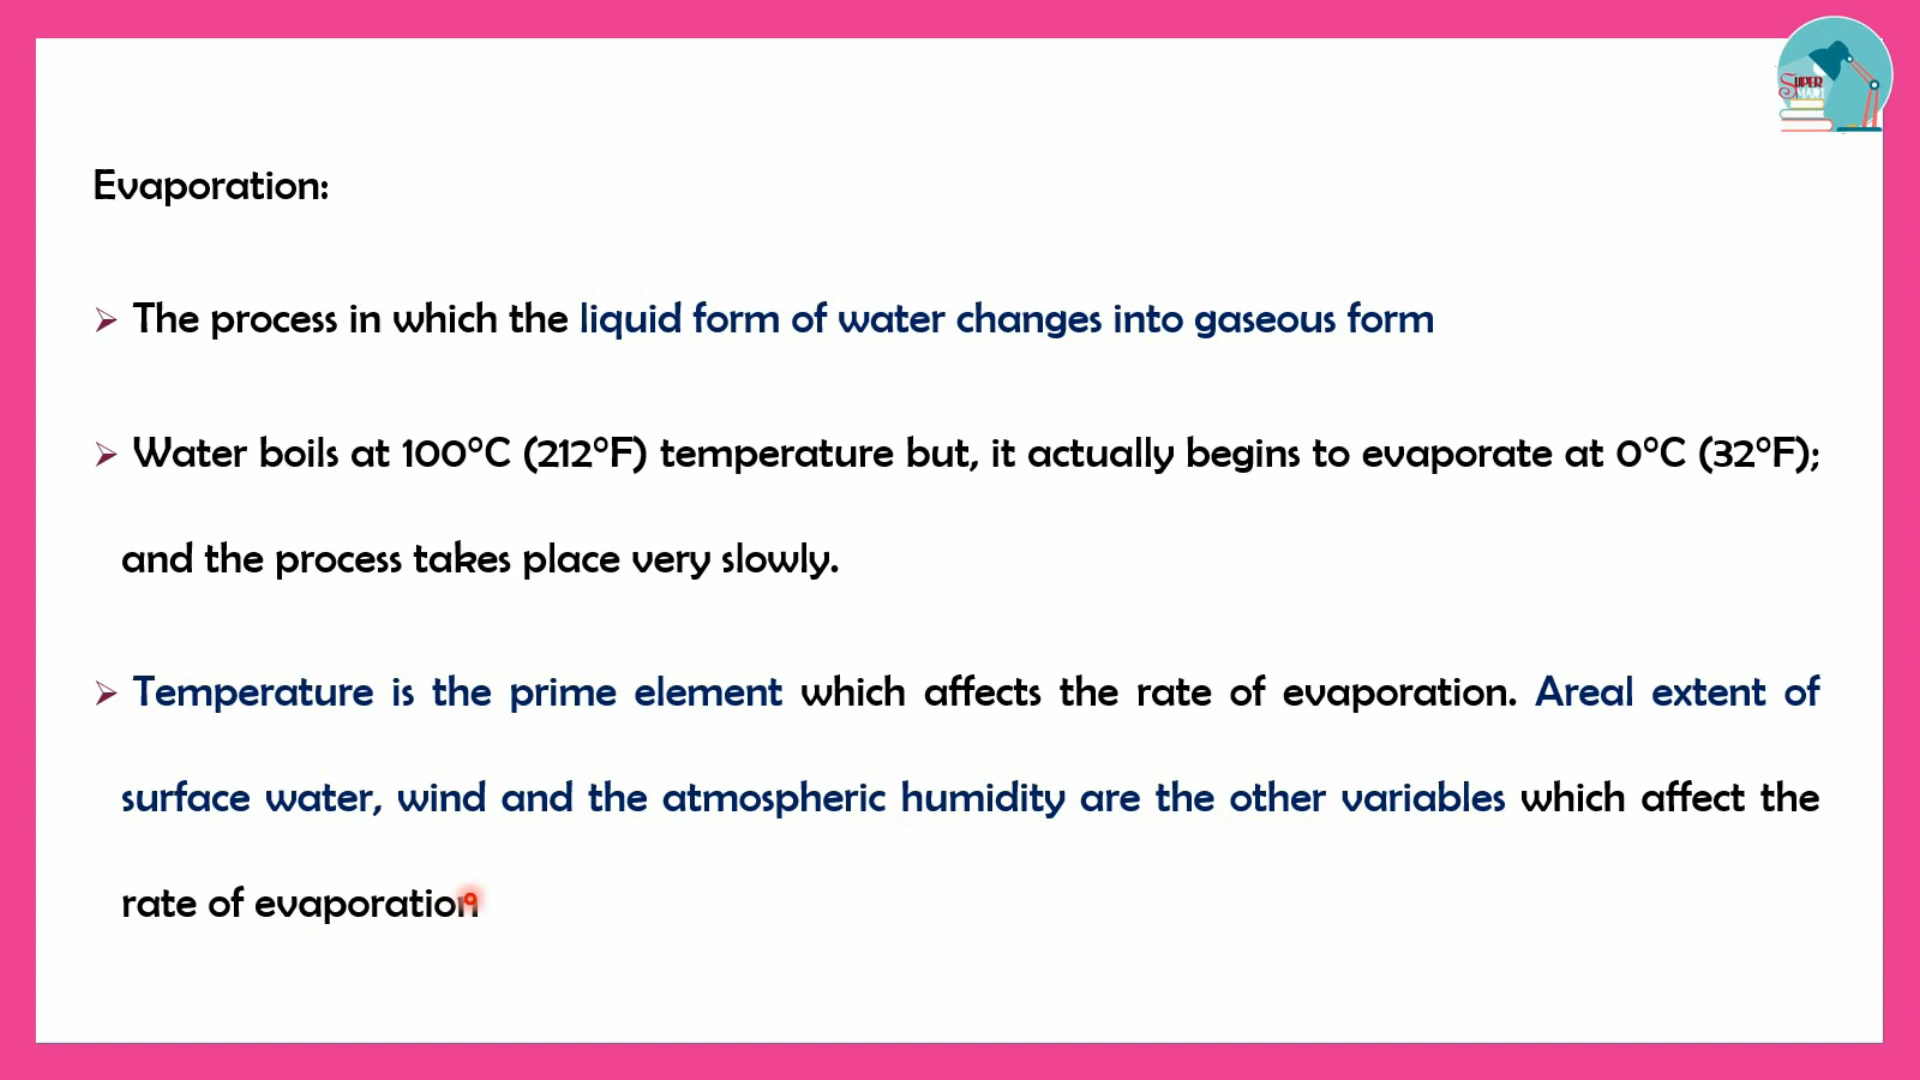 SUPER
Evaporation:
➢ The process in which the liquid form of water changes into gaseous form
➢ Water boils at 100°C (212°F) temperature but, it actually begins to evaporate at 0°C (32°F);
and the process takes place very slowly.
➢ Temperature is the prime element which affects the rate of evaporation. Areal extent of
surface water, wind and the atmospheric humidity are the other variables which affect the
rate of evaporation